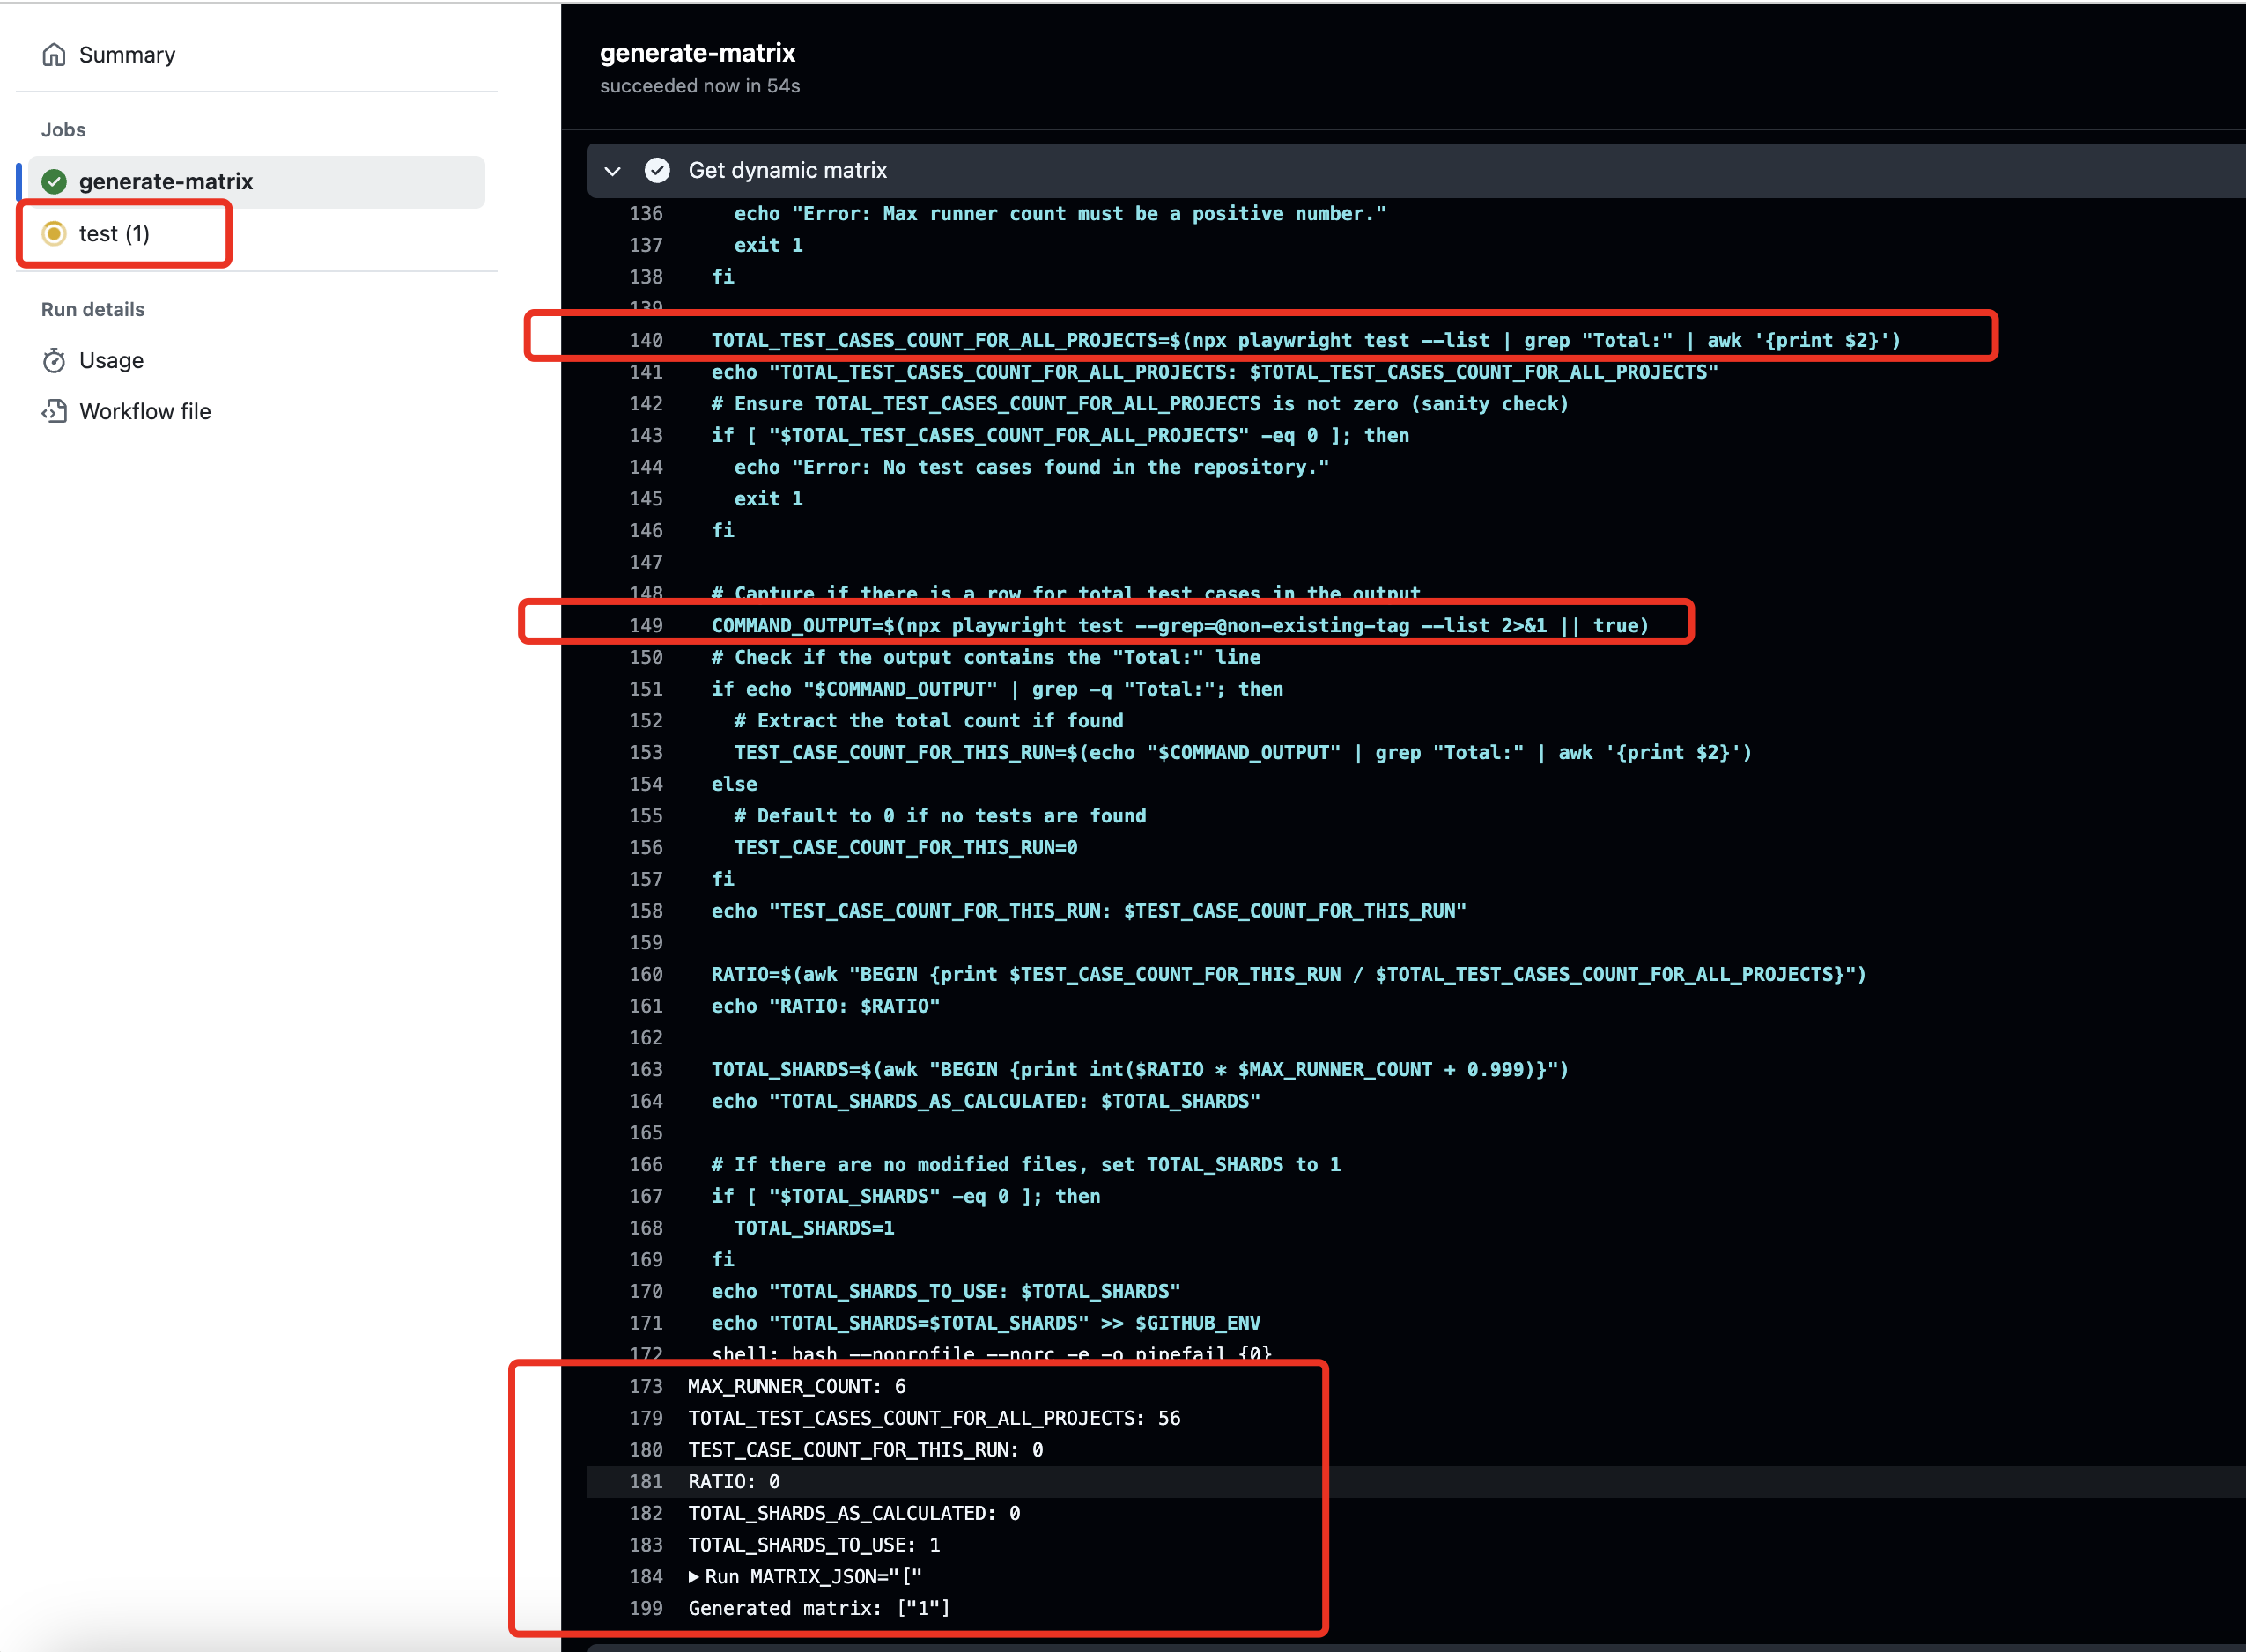 Summary
Jobs
generate-matrix
test (1)
Run details
Usage
Workflow file
generate-matrix
succeeded now in 54s
Get dynamic matrix
136 echo "Error: Max runner count must be a positive number."
137 exit 1
138 fi
139
140 TOTAL_TEST_CASES_COUNT_FOR_ALL_PROJECTS=$(npx playwright test --list | grep "Total:" | awk '{print $2}')
141 echo "TOTAL_TEST_CASES_COUNT_FOR_ALL_PROJECTS: $TOTAL_TEST_CASES_COUNT_FOR_ALL_PROJECTS"
142 # Ensure TOTAL_TEST_CASES_COUNT_FOR_ALL_PROJECTS is not zero (sanity check)
143 if [ "$TOTAL_TEST_CASES_COUNT_FOR_ALL_PROJECTS" -eq 0 ]; then
144 echo "Error: No test cases found in the repository."
145 exit 1
146 fi
147
148 # Capture if there is a row for total test cases in the output
149 COMMAND_OUTPUT=$(npx playwright test --grep=@non-existing-tag --list 2>&1 || true)
150 # Check if the output contains the "Total:" line
151 if echo "$COMMAND_OUTPUT" | grep -q "Total:"; then
152 # Extract the total count if found
153 TEST_CASE_COUNT_FOR_THIS_RUN=$(echo "$COMMAND_OUTPUT" | grep "Total:" | awk '{print $2}')
154 else
155 # Default to 0 if no tests are found
156 TEST_CASE_COUNT_FOR_THIS_RUN=0
157 fi
158 echo "TEST_CASE_COUNT_FOR_THIS_RUN: $TEST_CASE_COUNT_FOR_THIS_RUN"
159
160 RATIO=$(awk "BEGIN {print $TEST_CASE_COUNT_FOR_THIS_RUN / $TOTAL_TEST_CASES_COUNT_FOR_ALL_PROJECTS}")
161 echo "RATIO: $RATIO"
162
163 TOTAL_SHARDS=$(awk "BEGIN {print int($RATIO * $MAX_RUNNER_COUNT + 0.999)}")
164 echo "TOTAL_SHARDS_AS_CALCULATED: $TOTAL_SHARDS"
165
166 # If there are no modified files, set TOTAL_SHARDS to 1
167 if [ "$TOTAL_SHARDS" -eq 0 ]; then
168 TOTAL_SHARDS=1
169 fi
170 echo "TOTAL_SHARDS_TO_USE: $TOTAL_SHARDS"
171 echo "TOTAL_SHARDS=$TOTAL_SHARDS" >> $GITHUB_ENV
172 shell: bash --noprofile --norc -e -o pipefail {0}
173 MAX_RUNNER_COUNT: 6
179 TOTAL_TEST_CASES_COUNT_FOR_ALL_PROJECTS: 56
180 TEST_CASE_COUNT_FOR_THIS_RUN: 0
181 RATIO: 0
182 TOTAL_SHARDS_AS_CALCULATED: 0
183 TOTAL_SHARDS_TO_USE: 1
184 Run MATRIX_JSON="["
199 Generated matrix: ["1"]